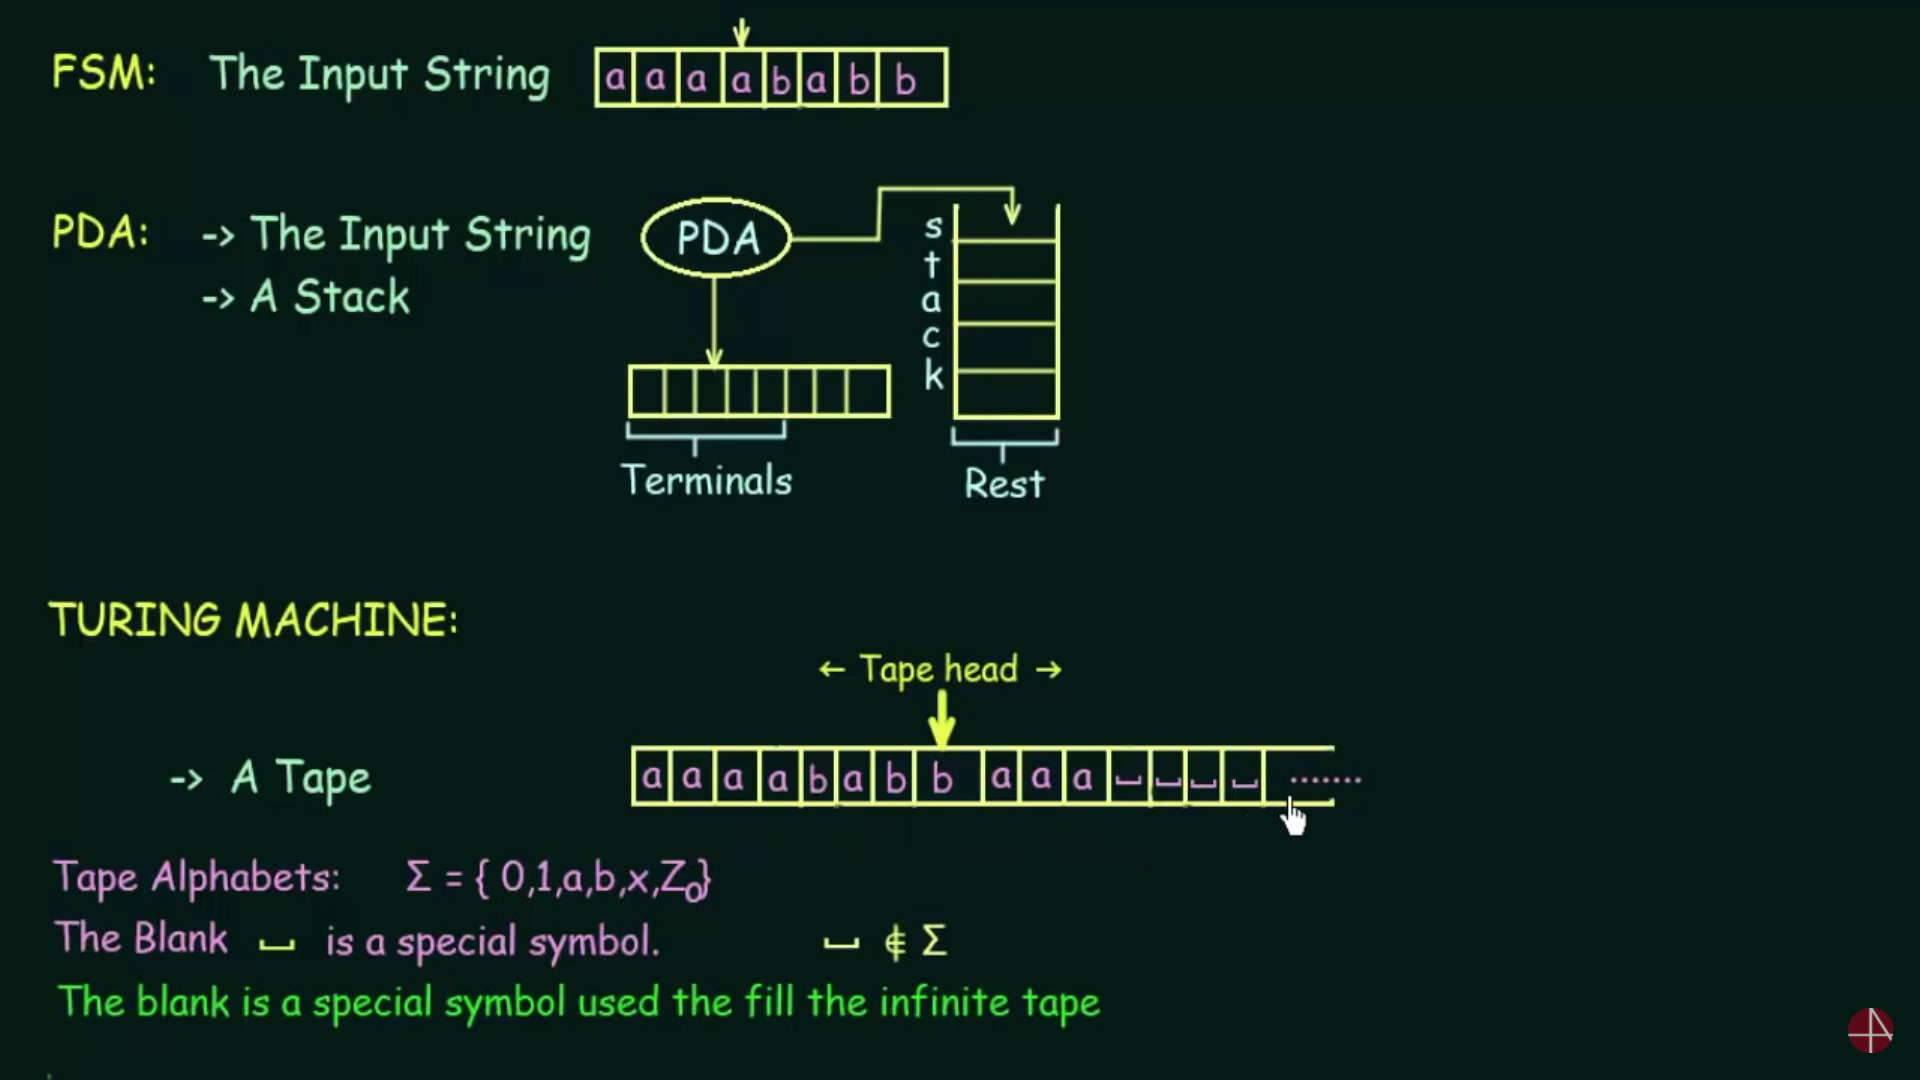 FSM: The Input String a a a a b a b b
PDA: -> The Input String
-> A Stack
PDA
stack
Terminals
Rest
TURING MACHINE:
← Tape head →
-> A Tape a a a a b a b b a a a ⌴ ⌴ ⌴ ⌴ .......
Tape Alphabets: Σ = { 0,1,a,b,x,Z₀}
The Blank ⌴ is a special symbol. ⌴ ∉ Σ
The blank is a special symbol used the fill the infinite tape